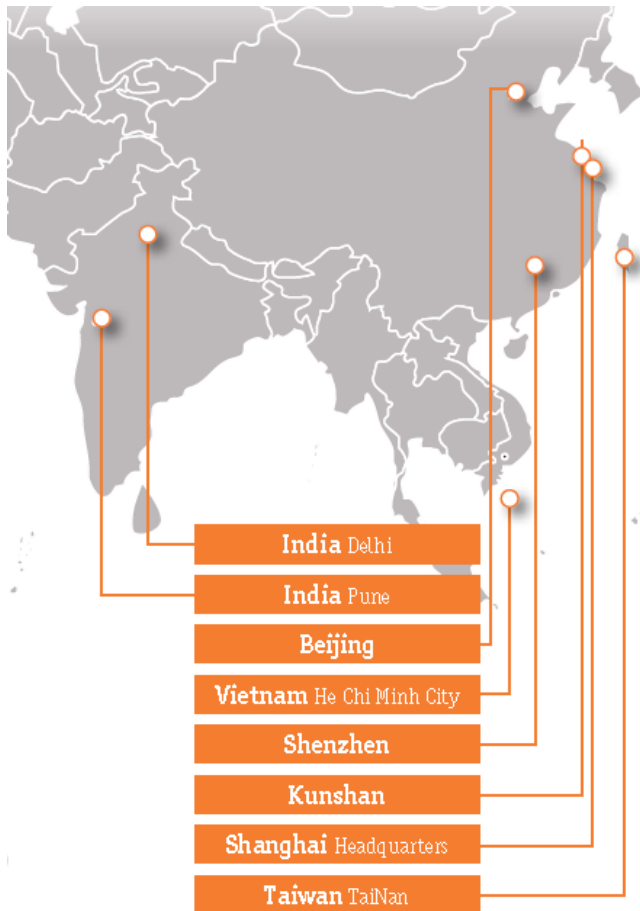 India Delhi
India Pune
Beijing
Vietnam He Chi Minh City
Shenzhen
Kunshan
Shanghai Headquarters
Taiwan TaiNan